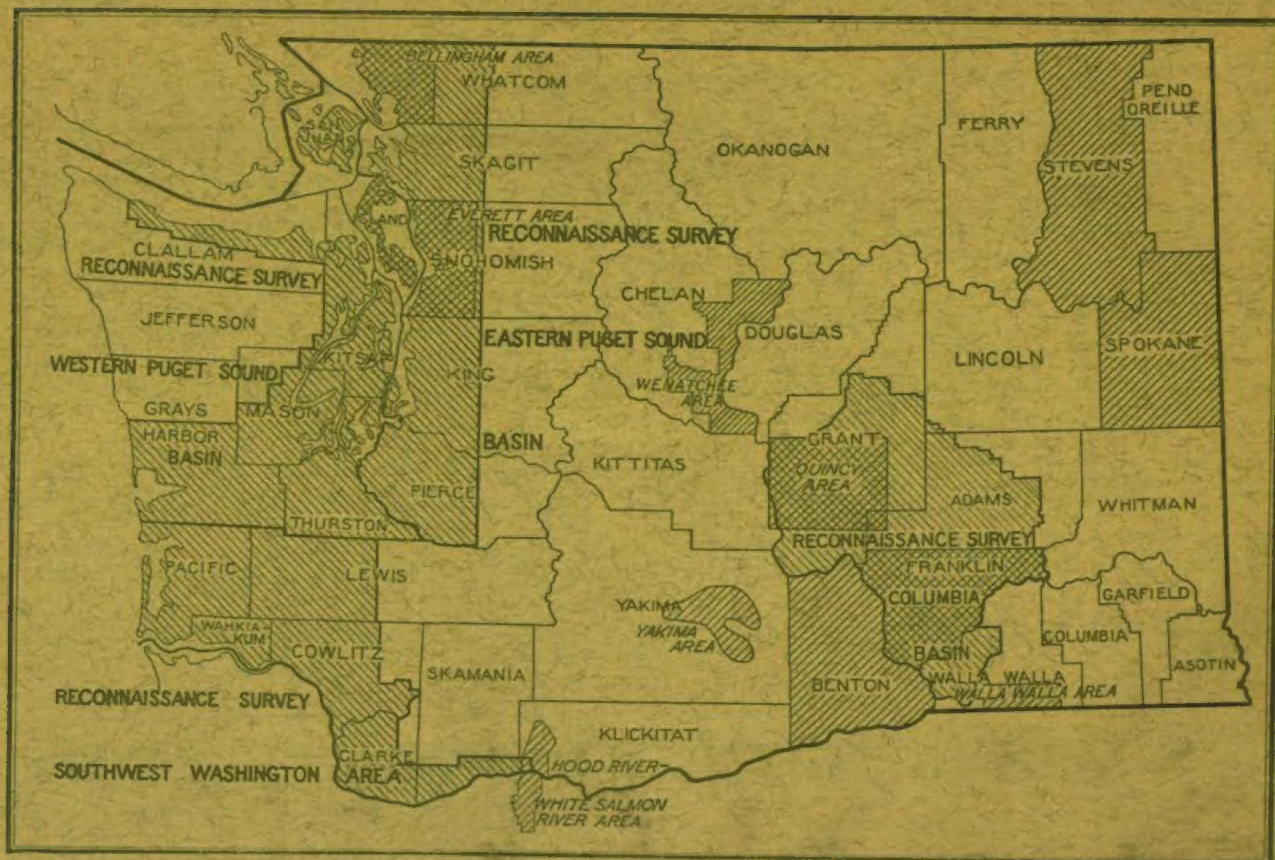 BELLINGHAM AREA
WHATCOM
SAN JUAN
SKAGIT
OKANOGAN
FERRY
PEND
OREILLE
STEVENS
ISLAND
EVERETT AREA
RECONNAISSANCE SURVEY
SNOHOMISH
CLALLAM
RECONNAISSANCE SURVEY
CHELAN
JEFFERSON
EASTERN PUGET SOUND
DOUGLAS
LINCOLN
SPOKANE
WESTERN PUGET SOUND
KITSAP
KING
WENATCHEE
AREA
GRAYS
MASON
HARBOR
BASIN
BASIN
KITTITAS
GRANT
QUINCY
AREA
PIERCE
ADAMS
WHITMAN
THURSTON
RECONNAISSANCE SURVEY
PACIFIC
LEWIS
FRANKLIN
YAKIMA
YAKIMA
AREA
COLUMBIA
GARFIELD
WAHKIA-
KUM
COWLITZ
COLUMBIA
BASIN
ASOTIN
SKAMANIA
BENTON
WALLA WALLA
WALLA WALLA AREA
RECONNAISSANCE SURVEY
KLICKITAT
CLARKE
SOUTHWEST WASHINGTON AREA
HOOD RIVER-
WHITE SALMON
RIVER AREA